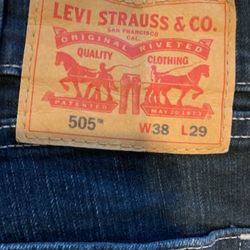 LEVI STRAUSS & CO.
SAN FRANCISCO
CAL.
ORIGINAL RIVETED
QUALITY CLOTHING
PATENTED MAY 20 1873
505™ W38 L29